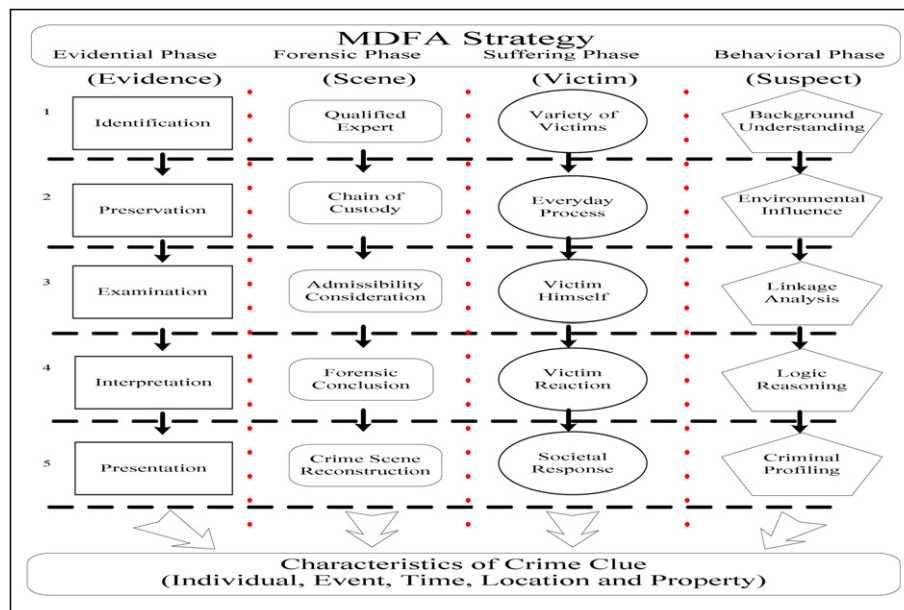 MDFA Strategy
Evidential Phase Forensic Phase Suffering Phase Behavioral Phase
(Evidence) (Scene) (Victim) (Suspect)
1
Identification
Qualified
Expert
Variety of
Victims
Background
Understanding
2
Preservation
Chain of
Custody
Everyday
Process
Environmental
Influence
3
Examination
Admissibility
Consideration
Victim
Himself
Linkage
Analysis
4
Interpretation
Forensic
Conclusion
Victim
Reaction
Logic
Reasoning
5
Presentation
Crime Scene
Reconstruction
Societal
Response
Criminal
Profiling
Characteristics of Crime Clue
(Individual, Event, Time, Location and Property)